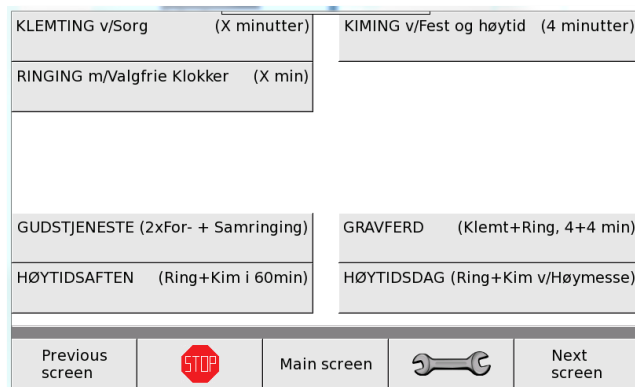 KLEMTING v/Sorg (X minutter)
KIMING v/Fest og høytid (4 minutter)
RINGING m/Valgfrie Klokker (X min)
GUDSTJENESTE (2xFor- + Samringing)
GRAVFERD (Klemt+Ring, 4+4 min)
HØYTIDSAFTEN (Ring+Kim i 60min)
HØYTIDSDAG (Ring+Kim v/Høymesse)
Previous
screen
STOP
Main screen
Next
screen